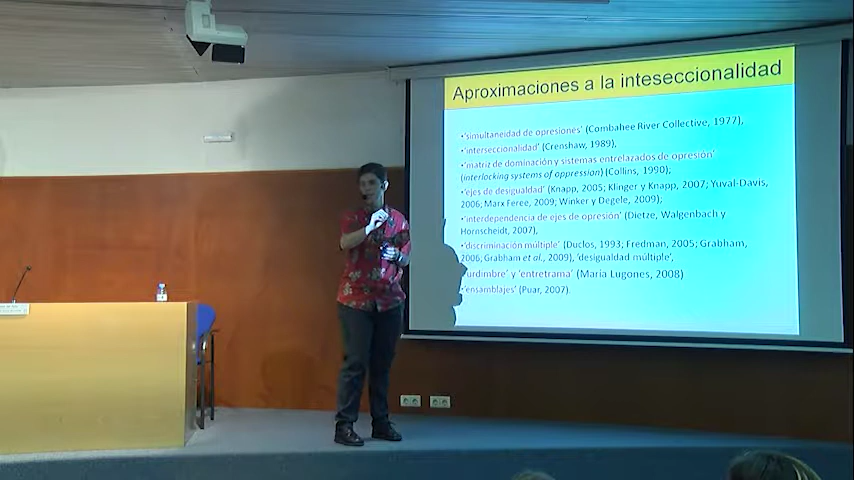 Aproximaciones a la inteseccionalidad
•'simultaneidad de opresiones' (Combahee River Collective, 1977),
•'interseccionalidad' (Crenshaw, 1989),
•'matriz de dominación y sistemas entrelazados de opresión'
(interlocking systems of oppression) (Collins, 1990);
•'ejes de desigualdad' (Knapp, 2005; Klinger y Knapp, 2007; Yuval-Davis,
2006; Marx Feree, 2009; Winker y Degele, 2009);
•'interdependencia de ejes de opresión' (Dietze, Walgenbach y
Hornscheidt, 2007),
•'discriminación múltiple' (Duclos, 1993; Fredman, 2005; Grabham,
2006; Grabham et al., 2009), 'desigualdad múltiple',
urdimbre' y 'entretrama' (María Lugones, 2008)
•'ensamblajes' (Puar, 2007).